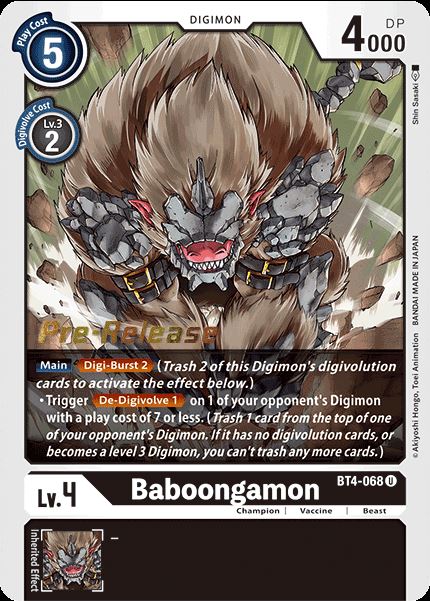 Play Cost
5
DIGIMON
DP
4000
Digivolve Cost
Lv.3
2
Shin Sasaki
© Akiyoshi Hongo, Toei Animation BANDAI MADE IN JAPAN
Pre-Release
Main Digi-Burst 2 (Trash 2 of this Digimon's digivolution
cards to activate the effect below.)
・Trigger De-Digivolve 1 on 1 of your opponent's Digimon
with a play cost of 7 or less. (Trash 1 card from the top of
one of your opponent's Digimon. If it has no digivolution cards, or
becomes a level 3 Digimon, you can't trash any more cards.)
Lv.4
Baboongamon
BT4-068 U
Champion | Vaccine | Beast
Inherited Effect
–